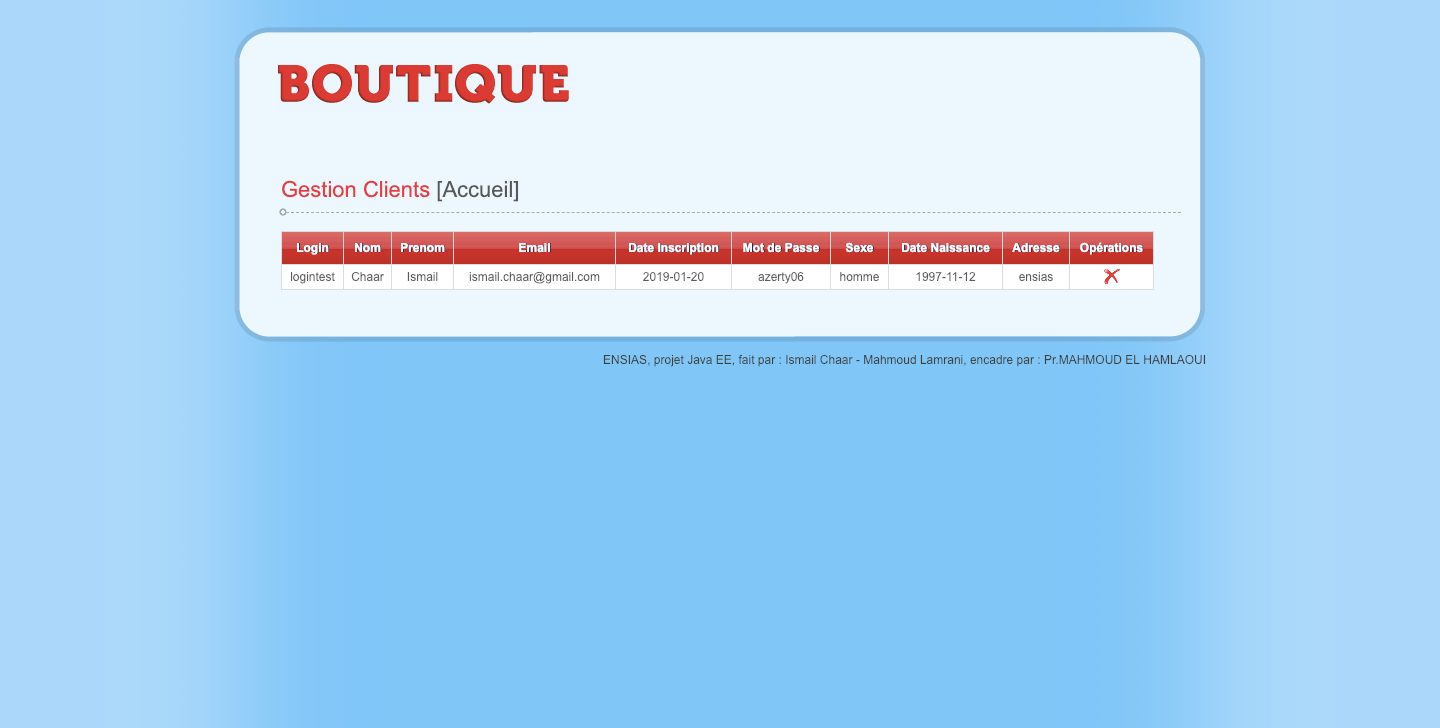 BOUTIQUE
Gestion Clients [Accueil]
Login Nom Prenom Email Date Inscription Mot de Passe Sexe Date Naissance Adresse Opérations
logintest Chaar Ismail ismail.chaar@gmail.com 2019-01-20 azerty06 homme 1997-11-12 ensias
ENSIAS, projet Java EE, fait par : Ismail Chaar - Mahmoud Lamrani, encadre par : Pr.MAHMOUD EL HAMLAOUI